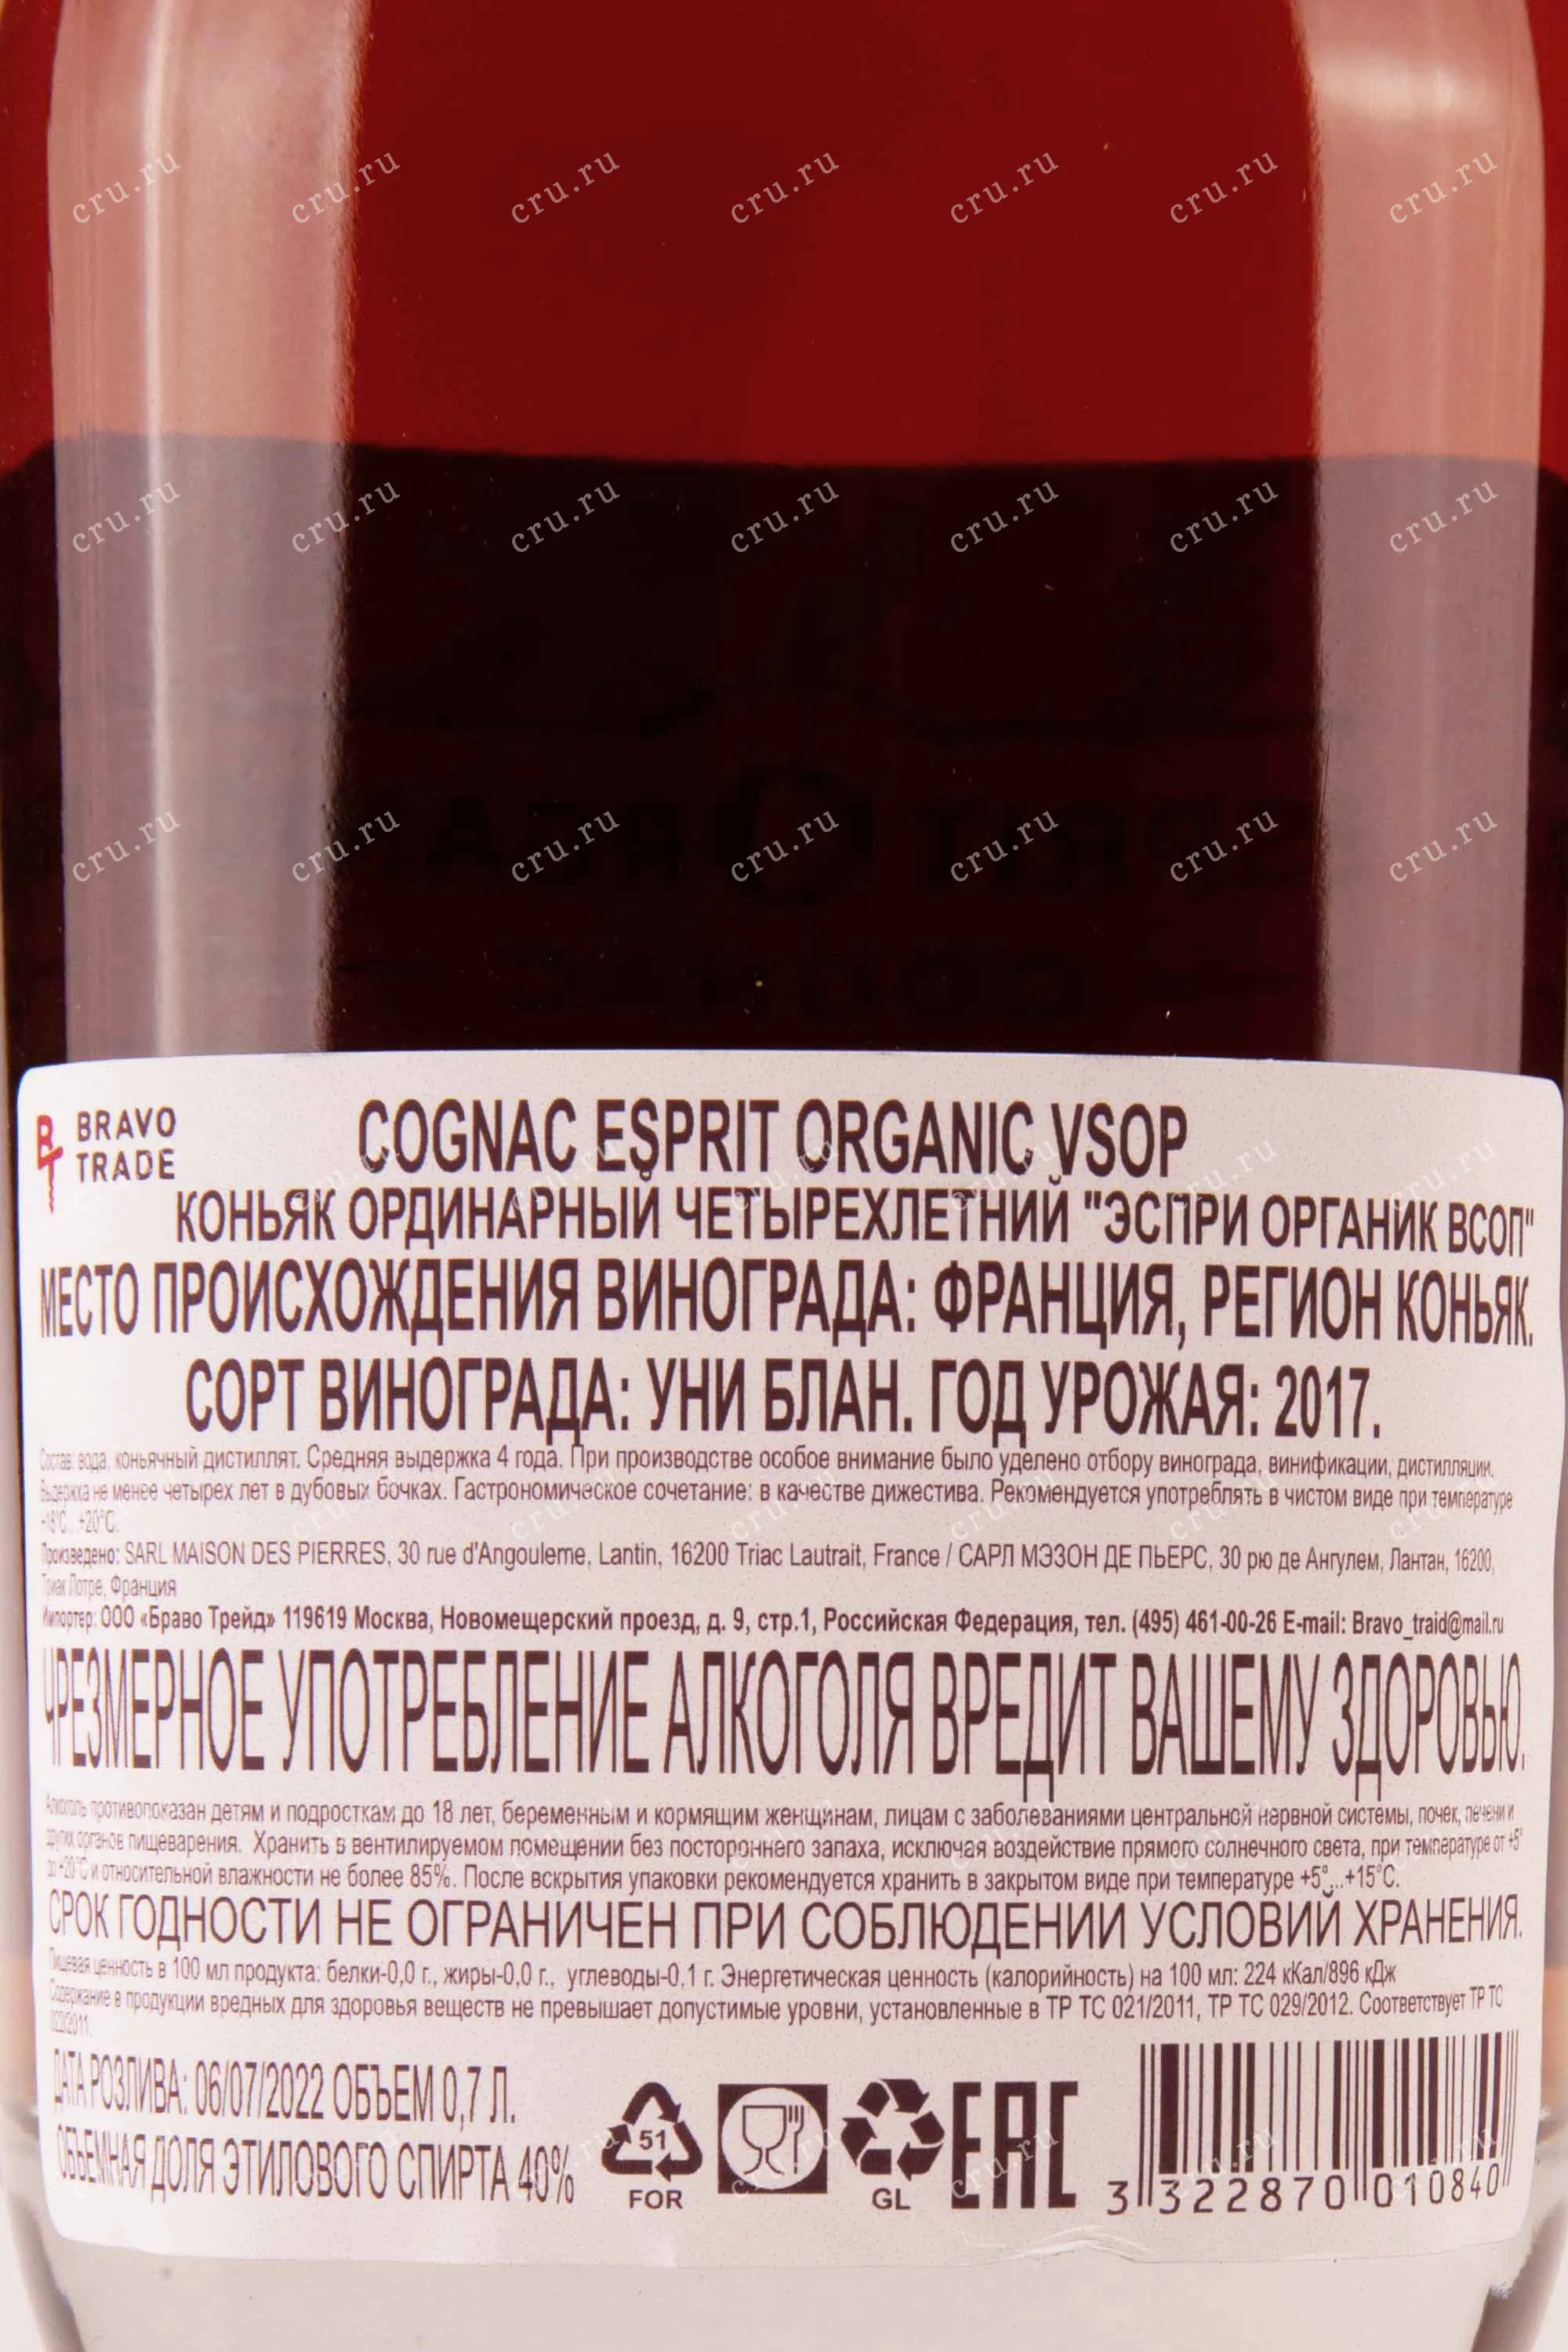 BRAVO
TRADE
COGNAC ESPRIT ORGANIC VSOP
КОНЬЯК ОРДИНАРНЫЙ ЧЕТЫРЕХЛЕТНИЙ "ЭСПРИ ОРГАНИК ВСОП"
МЕСТО ПРОИСХОЖДЕНИЯ ВИНОГРАДА: ФРАНЦИЯ, РЕГИОН КОНЬЯК.
СОРТ ВИНОГРАДА: УНИ БЛАН. ГОД УРОЖАЯ: 2017.
Состав: вода, коньячный дистиллят. Средняя выдержка 4 года. При производстве особое внимание было уделено отбору винограда, винификации, дистилляции.
Выдержка не менее четырех лет в дубовых бочках. Гастрономическое сочетание: в качестве дижестива. Рекомендуется употреблять в чистом виде при температуре
+18°C...+20°C.
Произведено: SARL MAISON DES PIERRES, 30 rue d'Angouleme, Lantin, 16200 Triac Lautrait, France / САРЛ МЭЗОН ДЕ ПЬЕРС, 30 рю де Ангулем, Лантан, 16200,
Триак Лотре, Франция
Импортер: ООО «Браво Трейд» 119619 Москва, Новомещерский проезд, д. 9, стр.1, Российская Федерация, тел. (495) 461-00-26 E-mail: Bravo_traid@mail.ru
ЧРЕЗМЕРНОЕ УПОТРЕБЛЕНИЕ АЛКОГОЛЯ ВРЕДИТ ВАШЕМУ ЗДОРОВЬЮ.
Алкоголь противопоказан детям и подросткам до 18 лет, беременным и кормящим женщинам, лицам с заболеваниями центральной нервной системы, почек, печени и
других органов пищеварения. Хранить в вентилируемом помещении без постороннего запаха, исключая воздействие прямого солнечного света, при температуре от +5°
до +20°C и относительной влажности не более 85%. После вскрытия упаковки рекомендуется хранить в закрытом виде при температуре +5°...+15°C.
СРОК ГОДНОСТИ НЕ ОГРАНИЧЕН ПРИ СОБЛЮДЕНИИ УСЛОВИЙ ХРАНЕНИЯ.
Пищевая ценность в 100 мл продукта: белки-0,0 г., жиры-0,0 г., углеводы-0,1 г. Энергетическая ценность (калорийность) на 100 мл: 224 кКал/896 кДж
Содержание в продукции вредных для здоровья веществ не превышает допустимые уровни, установленные в ТР ТС 021/2011, ТР ТС 029/2012. Соответствует ТР ТС
022/2011.
ДАТА РОЗЛИВА: 06/07/2022 ОБЪЕМ 0,7 Л.
ОБЪЕМНАЯ ДОЛЯ ЭТИЛОВОГО СПИРТА 40%
51
FOR
GL
EAC
3 322870 010840
cru.ru